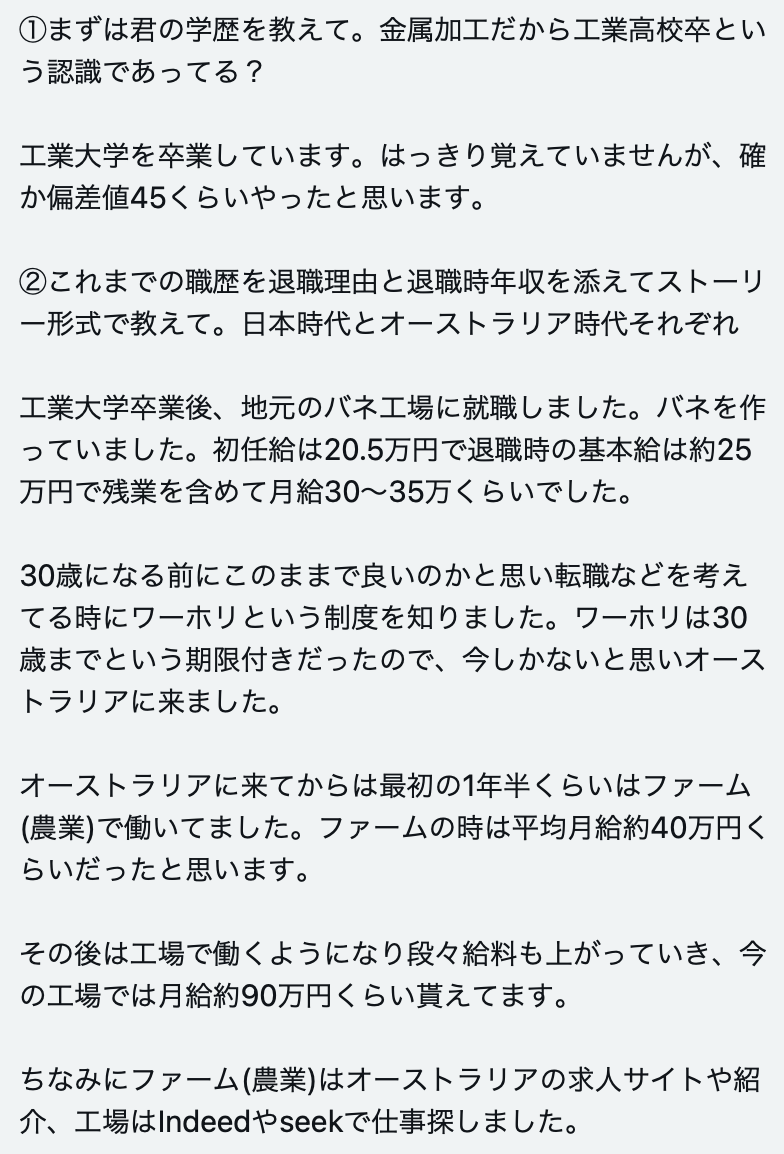 ①まずは君の学歴を教えて。金属加工だから工業高校卒とい
う認識であってる？
工業大学を卒業しています。はっきり覚えていませんが、確
か偏差値45くらいやったと思います。
②これまでの職歴を退職理由と退職時年収を添えてストーリ
ー形式で教えて。日本時代とオーストラリア時代それぞれ
工業大学卒業後、地元のバネ工場に就職しました。バネを作
っていました。初任給は20.5万円で退職時の基本給は約25
万円で残業を含めて月給30〜35万くらいでした。
30歳になる前にこのままで良いのかと思い転職などを考え
てる時にワーホリという制度を知りました。ワーホリは30
歳までという期限付きだったので、今しかないと思いオース
トラリアに来ました。
オーストラリアに来てからは最初の1年半くらいはファーム
(農業)で働いてました。ファームの時は平均月給約40万円く
らいだったと思います。
その後は工場で働くようになり段々給料も上がっていき、今
の工場では月給約90万円くらい貰えてます。
ちなみにファーム(農業)はオーストラリアの求人サイトや紹
介、工場はIndeedやseekで仕事探しました。